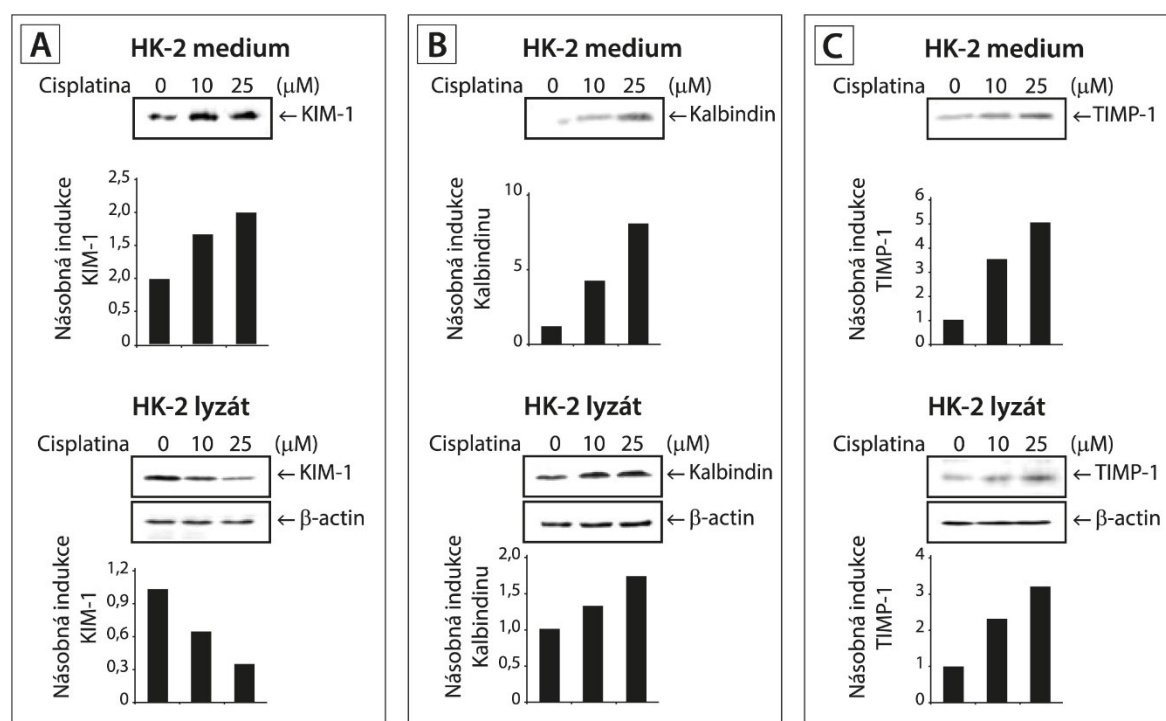 A
HK-2 medium
Cisplatina 0 10 25 (μM)
←KIM-1
Násobná indukce
KIM-1
2,5
2,0
1,5
2,0
0,5
0
HK-2 lyzát
Cisplatina 0 10 25 (μM)
←KIM-1
←β-actin
Násobná indukce
KIM-1
1,2
0,9
0,6
0,3
0
B
HK-2 medium
Cisplatina 0 10 25 (μM)
←Kalbindin
Násobná indukce
Kalbindinu
10
5
0
HK-2 lyzát
Cisplatina 0 10 25 (μM)
←Kalbindin
←β-actin
Násobná indukce
Kalbindinu
2,0
1,5
1,0
1,5
0
C
HK-2 medium
Cisplatina 0 10 25 (μM)
←TIMP-1
Násobná indukce
TIMP-1
6
5
4
3
2
1
0
HK-2 lyzát
Cisplatina 0 10 25 (μM)
←TIMP-1
←β-actin
Násobná indukce
TIMP-1
4
3
2
1
0